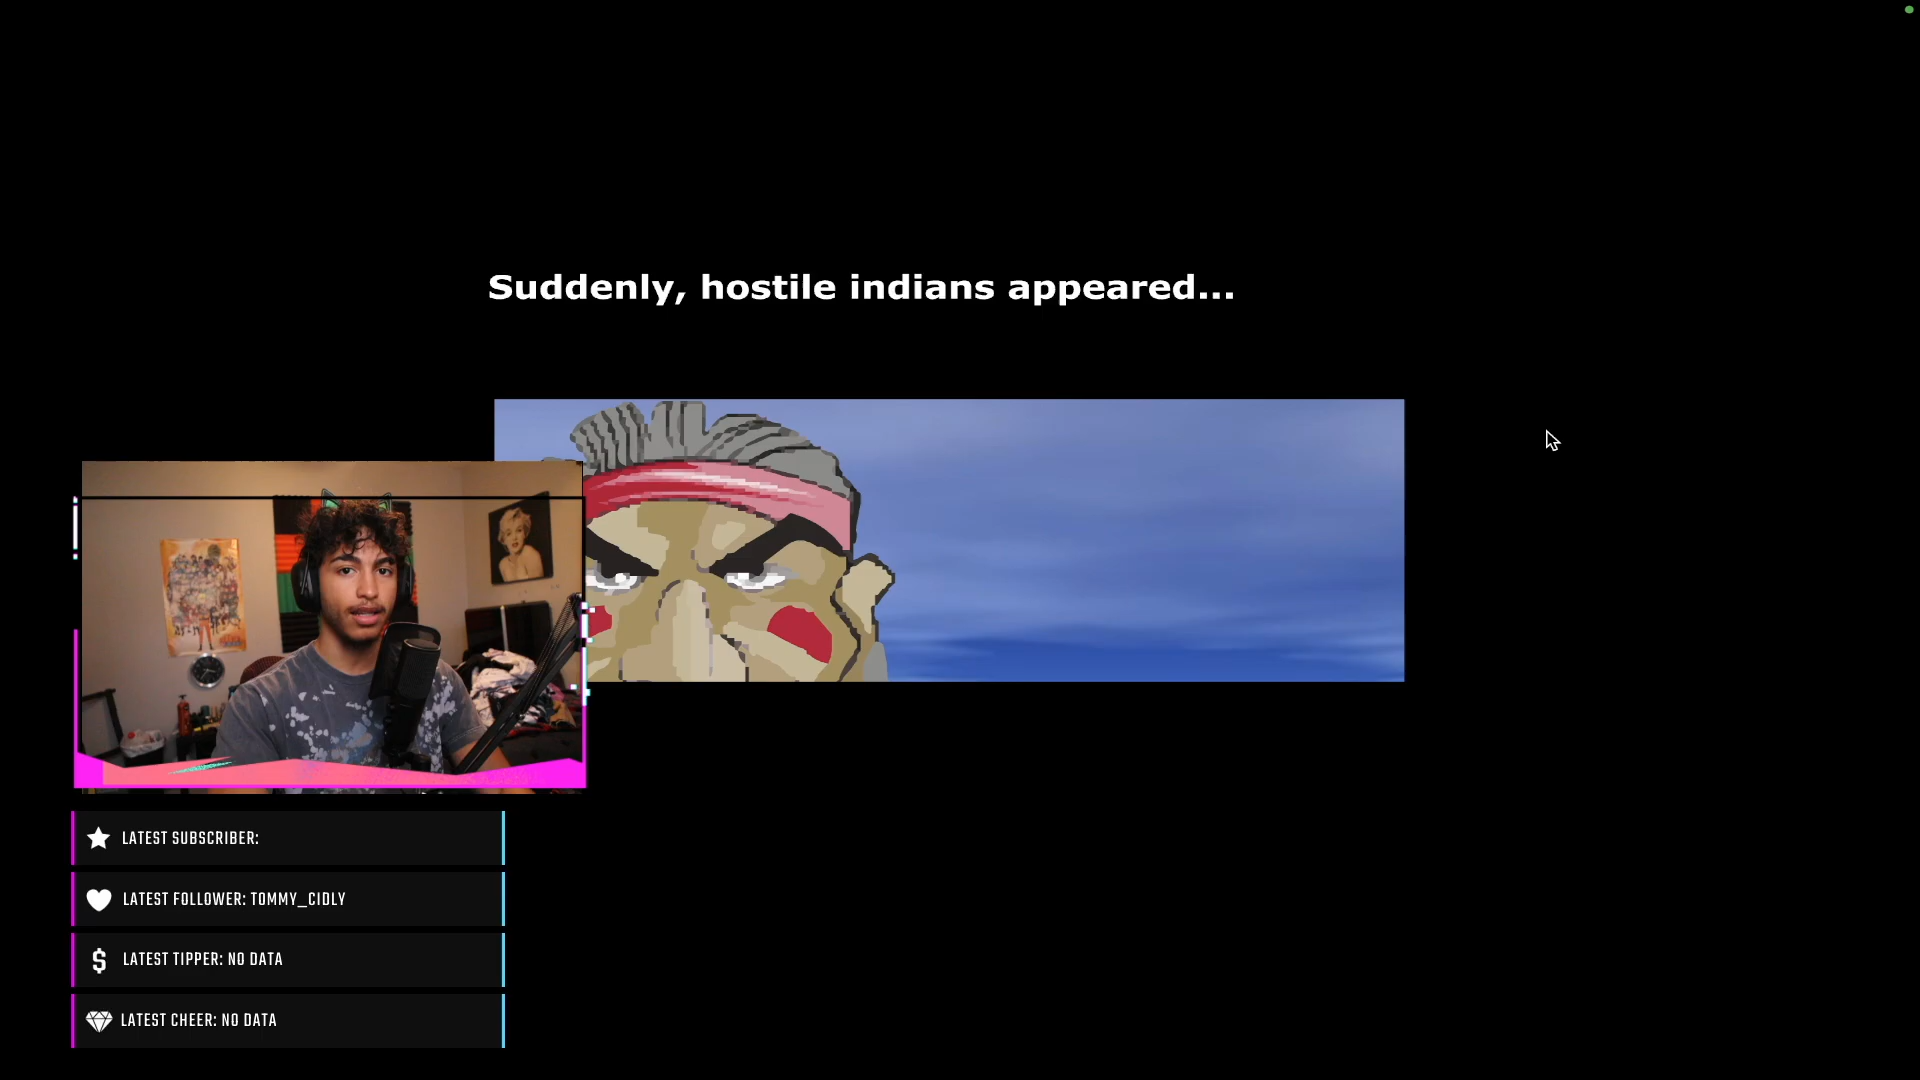 Suddenly, hostile indians appeared...
LATEST SUBSCRIBER:
LATEST FOLLOWER: TOMMY_CIDLY
LATEST TIPPER: NO DATA
LATEST CHEER: NO DATA